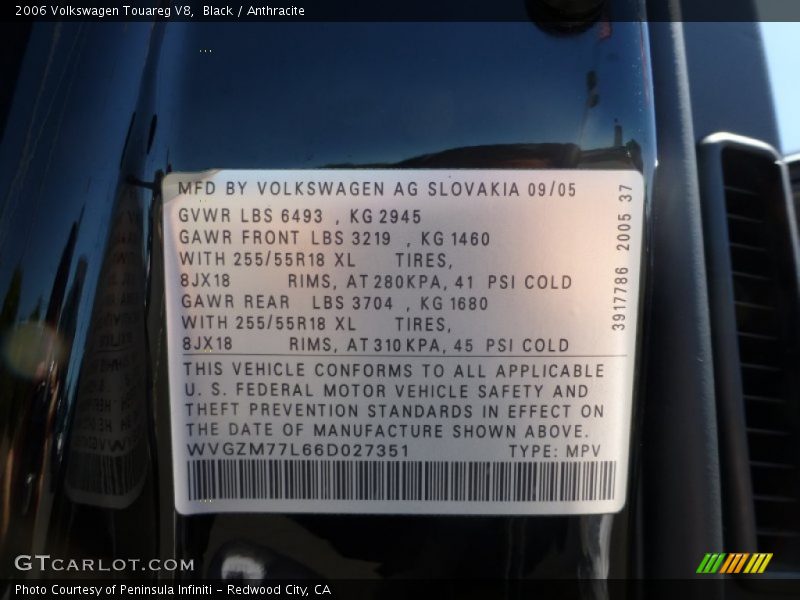 2006 Volkswagen Touareg V8, Black / Anthracite
MFD BY VOLKSWAGEN AG SLOVAKIA 09/05
GVWR LBS 6493 , KG 2945
GAWR FRONT LBS 3219 , KG 1460
WITH 255/55R18 XL TIRES,
8JX18 RIMS, AT 280KPA, 41 PSI COLD
GAWR REAR LBS 3704 , KG 1680
WITH 255/55R18 XL TIRES,
8JX18 RIMS, AT 310KPA, 45 PSI COLD
3917786 2005 37
THIS VEHICLE CONFORMS TO ALL APPLICABLE
U. S. FEDERAL MOTOR VEHICLE SAFETY AND
THEFT PREVENTION STANDARDS IN EFFECT ON
THE DATE OF MANUFACTURE SHOWN ABOVE.
WVGZM77L66D027351 TYPE: MPV
GTCARLOT.COM
Photo Courtesy of Peninsula Infiniti – Redwood City, CA